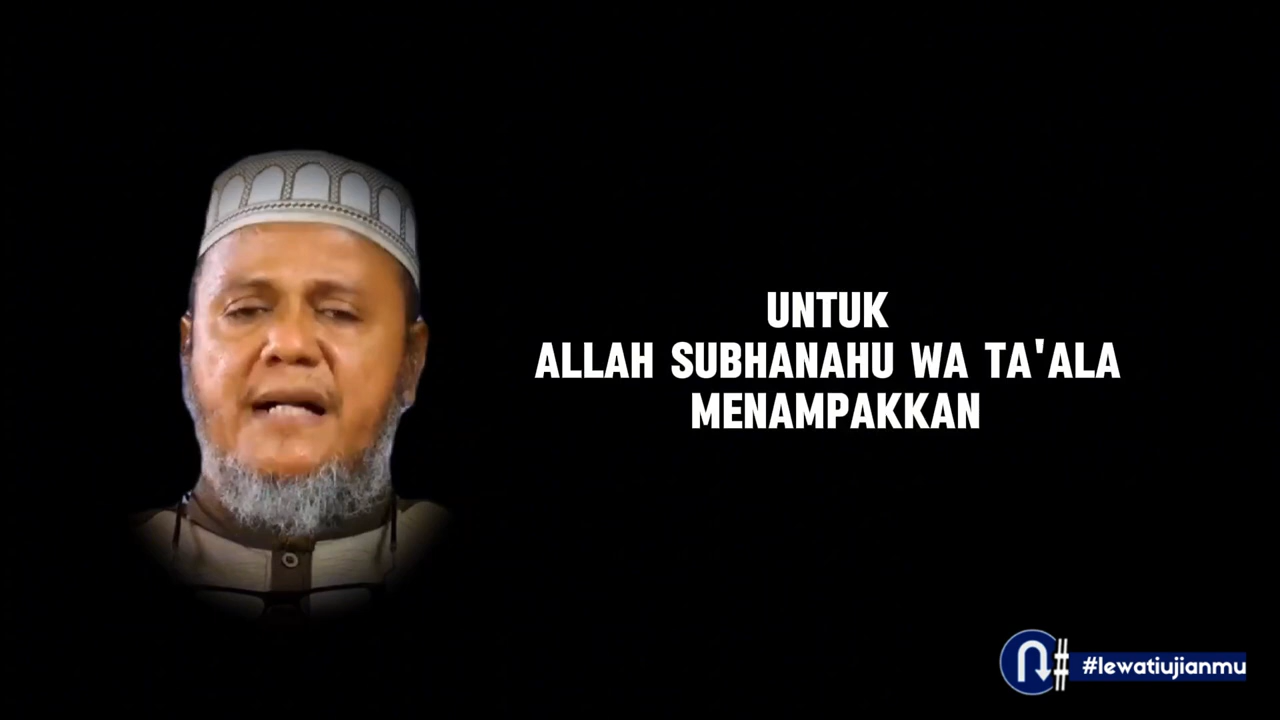 UNTUK
ALLAH SUBHANAHU WA TA'ALA
MENAMPAKKAN
#lewatiujianmu